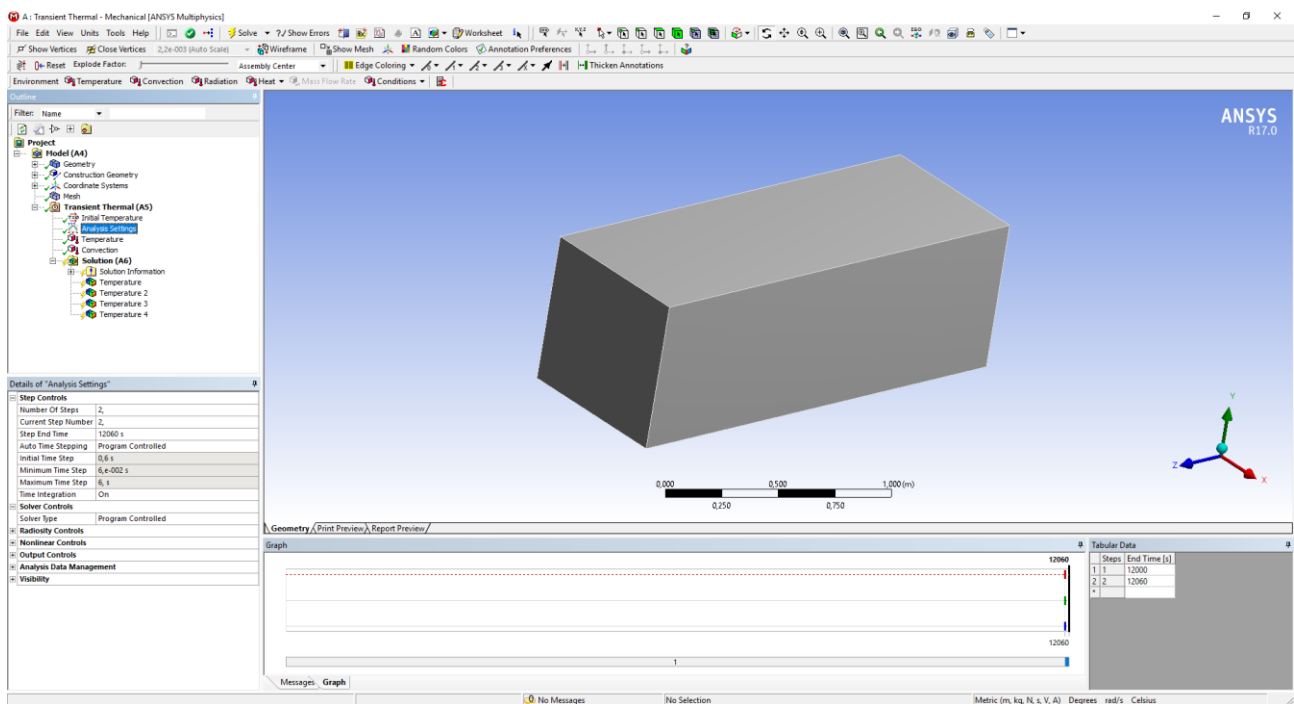 A : Transient Thermal - Mechanical [ANSYS Multiphysics]
File Edit View Units Tools Help Solve ?/ Show Errors Worksheet
Show Vertices Close Vertices 2,2e-003 (Auto Scale) Wireframe Show Mesh Random Colors Annotation Preferences
Reset Explode Factor: Assembly Center Edge Coloring Thicken Annotations
Environment Temperature Convection Radiation Heat Mass Flow Rate Conditions
Outline
Filter: Name
Project
Model (A4)
Geometry
Construction Geometry
Coordinate Systems
Mesh
Transient Thermal (A5)
Initial Temperature
Analysis Settings
Temperature
Convection
Solution (A6)
Solution Information
Temperature
Temperature 2
Temperature 3
Temperature 4
ANSYS
R17.0
Y
Z
X
0,000 0,500 1,000 (m)
0,250 0,750
Geometry Print Preview Report Preview
Details of "Analysis Settings"
Step Controls
Number Of Steps 2,
Current Step Number 2,
Step End Time 12060 s
Auto Time Stepping Program Controlled
Initial Time Step 0,6 s
Minimum Time Step 6,e-002 s
Maximum Time Step 6, s
Time Integration On
Solver Controls
Solver Type Program Controlled
Radiosity Controls
Nonlinear Controls
Output Controls
Analysis Data Management
Visibility
Graph
12060
12060
1
Messages Graph
Tabular Data
Steps End Time [s]
1 1 12000
2 2 12060
*
No Messages No Selection Metric (m, kg, N, s, V, A) Degrees rad/s Celsius